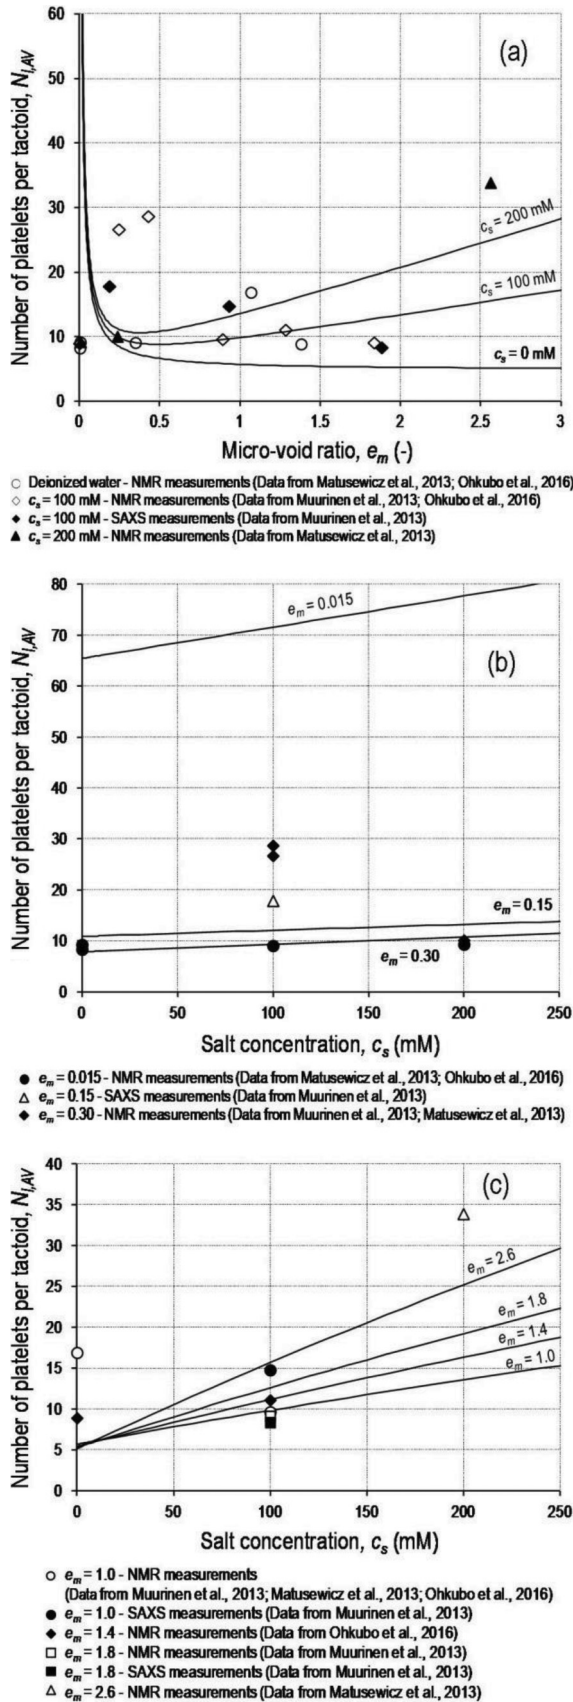 Number of platelets per tactoid, N_{l,AV}
60
50
40
30
20
10
0
(a)
c_s = 200 mM
c_s = 100 mM
c_s = 0 mM
0
0.5
1
1.5
2
2.5
3
Micro-void ratio, e_m (-)
○ Deionized water - NMR measurements (Data from Matusewicz et al., 2013; Ohkubo et al., 2016)
◇ c_s = 100 mM - NMR measurements (Data from Muurinen et al., 2013; Ohkubo et al., 2016)
◆ c_s = 100 mM - SAXS measurements (Data from Muurinen et al., 2013)
▲ c_s = 200 mM - NMR measurements (Data from Matusewicz et al., 2013)
Number of platelets per tactoid, N_{l,AV}
80
70
60
50
40
30
20
10
0
e_m = 0.015
(b)
e_m = 0.15
e_m = 0.30
0
50
100
150
200
250
Salt concentration, c_s (mM)
● e_m = 0.015 - NMR measurements (Data from Matusewicz et al., 2013; Ohkubo et al., 2016)
△ e_m = 0.15 - SAXS measurements (Data from Muurinen et al., 2013)
◆ e_m = 0.30 - NMR measurements (Data from Muurinen et al., 2013; Matusewicz et al., 2013)
Number of platelets per tactoid, N_{l,AV}
40
35
30
25
20
15
10
5
0
(c)
e_m = 2.6
e_m = 1.8
e_m = 1.4
e_m = 1.0
0
50
100
150
200
250
Salt concentration, c_s (mM)
○ e_m = 1.0 - NMR measurements
(Data from Muurinen et al., 2013; Matusewicz et al., 2013; Ohkubo et al., 2016)
● e_m = 1.0 - SAXS measurements (Data from Muurinen et al., 2013)
◆ e_m = 1.4 - NMR measurements (Data from Ohkubo et al., 2016)
□ e_m = 1.8 - NMR measurements (Data from Muurinen et al., 2013)
■ e_m = 1.8 - SAXS measurements (Data from Muurinen et al., 2013)
△ e_m = 2.6 - NMR measurements (Data from Matusewicz et al., 2013)